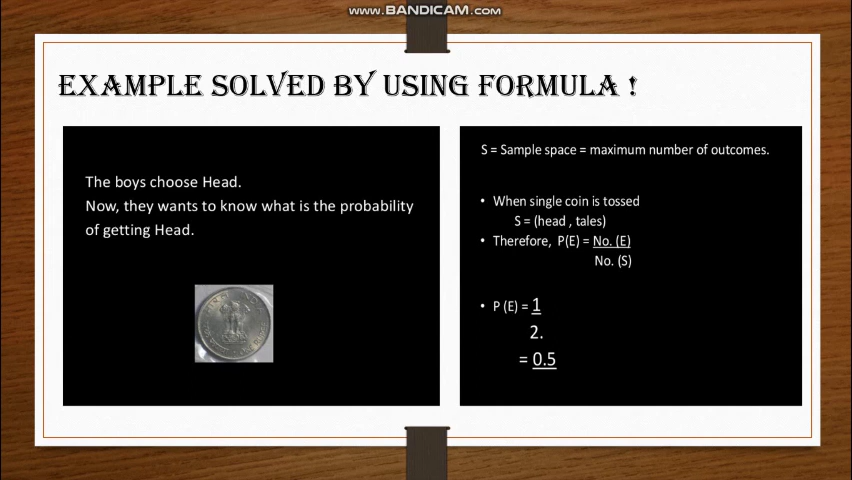 www.BANDICAM.com
EXAMPLE SOLVED BY USING FORMULA !
The boys choose Head.
Now, they wants to know what is the probability
of getting Head.
S = Sample space = maximum number of outcomes.
• When single coin is tossed
S = (head , tales)
• Therefore, P(E) = No. (E)
No. (S)
• P (E) = 1
2.
= 0.5